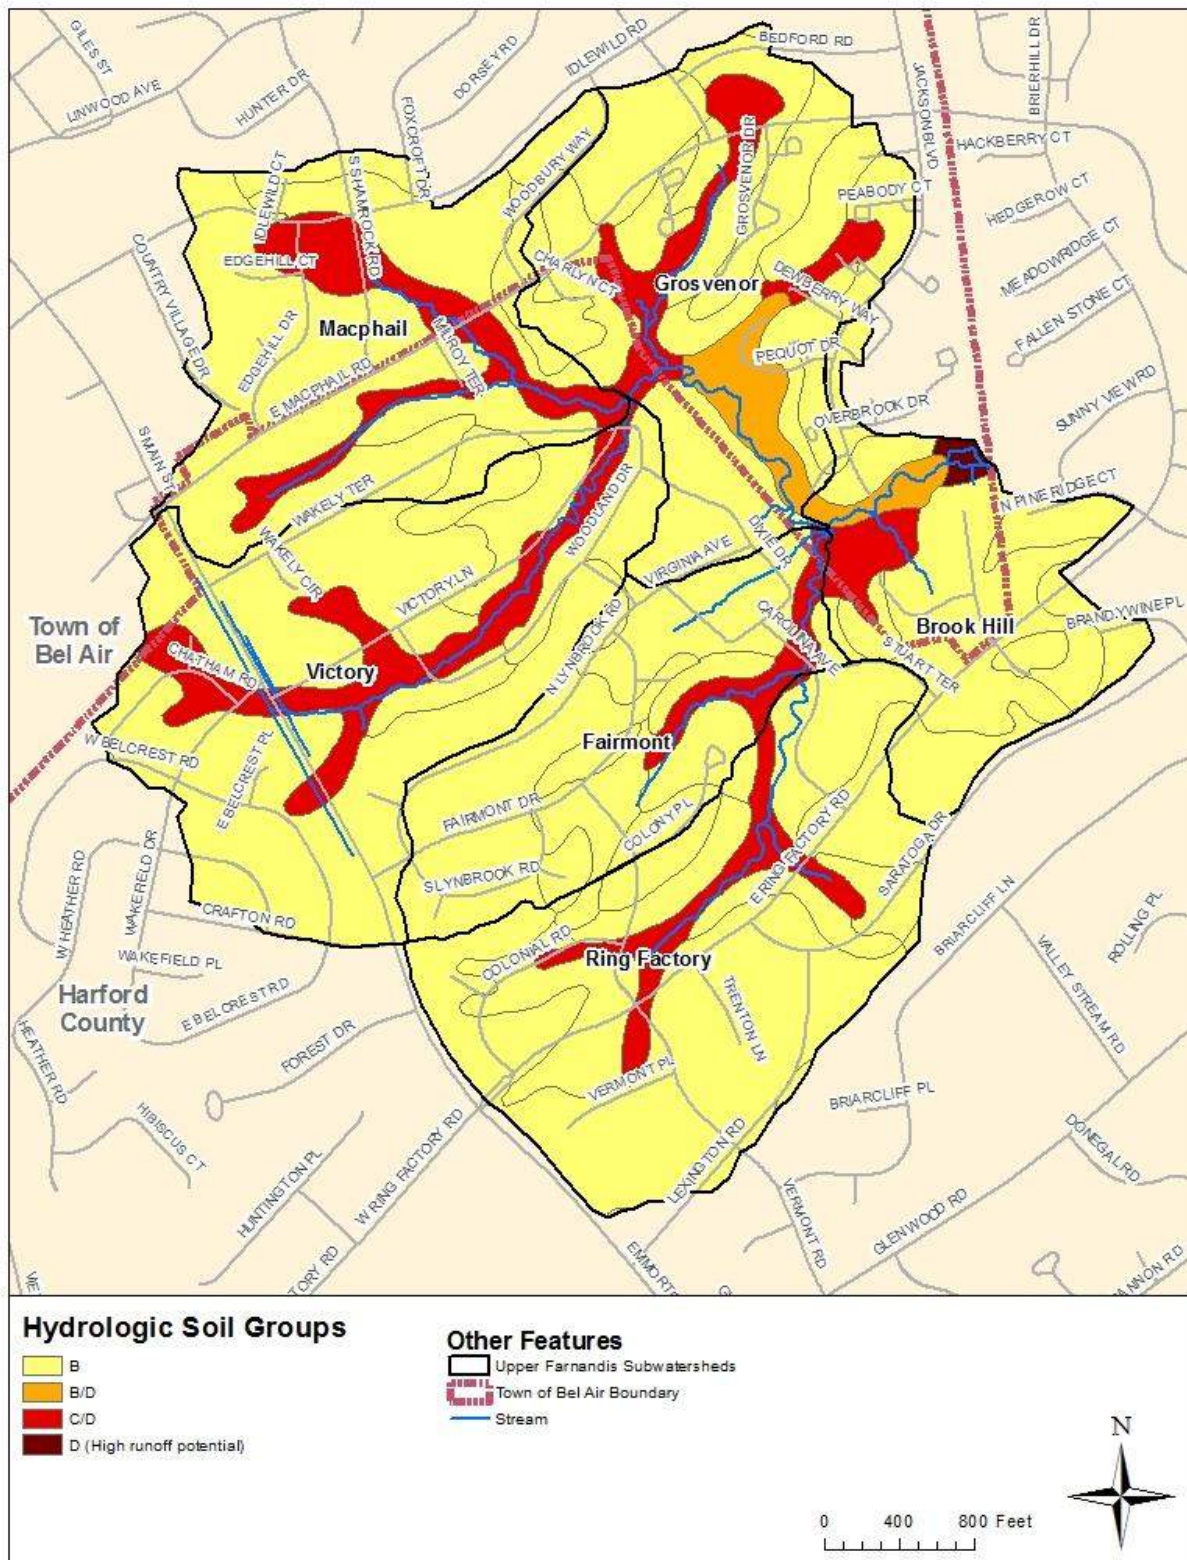 GILES ST
LINWOOD AVE
HUNTER DR
DORSEY RD
IDLEWILD RD
BEDFORD RD
BRIERHILL DR
JACKSON BLVD
FOXCROFT DR
HACKBERRY CT
WOODBURY WAY
GROSVENOR DR
PEABODY CT
HEDGEROW CT
IDLEWILD CT
S SHAMROCK RD
EDGEHILL CT
COUNTRY VILLAGE DR
CHARLYN CT
Grosvenor
DEWBERRY WAY
MEADOWRIDGE CT
FALLEN STONE CT
Macphail
MILROY TER
EDGEHILL DR
E MACPHAIL RD
PEQUOT DR
SUNNY VIEW RD
OVERBROOK DR
S MAIN ST
WAKELY TER
WOODLAND DR
N PINE RIDGE CT
DIXIE DR
VIRGINIA AVE
WAKELY CIR
VICTORY LN
CAROLINA AVE
BRANDYWINE PL
Town of
Bel Air
Brook Hill
STUART TER
N LYNBROOK RD
CHATHAM RD
Victory
W BELCREST RD
E BELCREST PL
Fairmont
FAIRMONT DR
COLONY PL
E RING FACTORY RD
SARATOGA DR
S LYNBROOK RD
W HEATHER RD
WAKEFIELD DR
CRAFTON RD
BRIARCLIFF LN
ROLLING PL
WAKEFIELD PL
COLONIAL RD
Ring Factory
VALLEY STREAM RD
Harford
County
E BELCREST RD
TRENTON LN
FOREST DR
HEATHER RD
VERMONT PL
BRIARCLIFF PL
HIBISCUS CT
DONEGAL RD
HUNTINGTON PL
W RING FACTORY RD
LEXINGTON RD
VERMONT RD
GLENWOOD RD
TORY RD
EMMORT
ANNON RD
VIE
Hydrologic Soil Groups
B
B/D
C/D
D (High runoff potential)
Other Features
Upper Farnandis Subwatersheds
Town of Bel Air Boundary
Stream
N
0 400 800 Feet